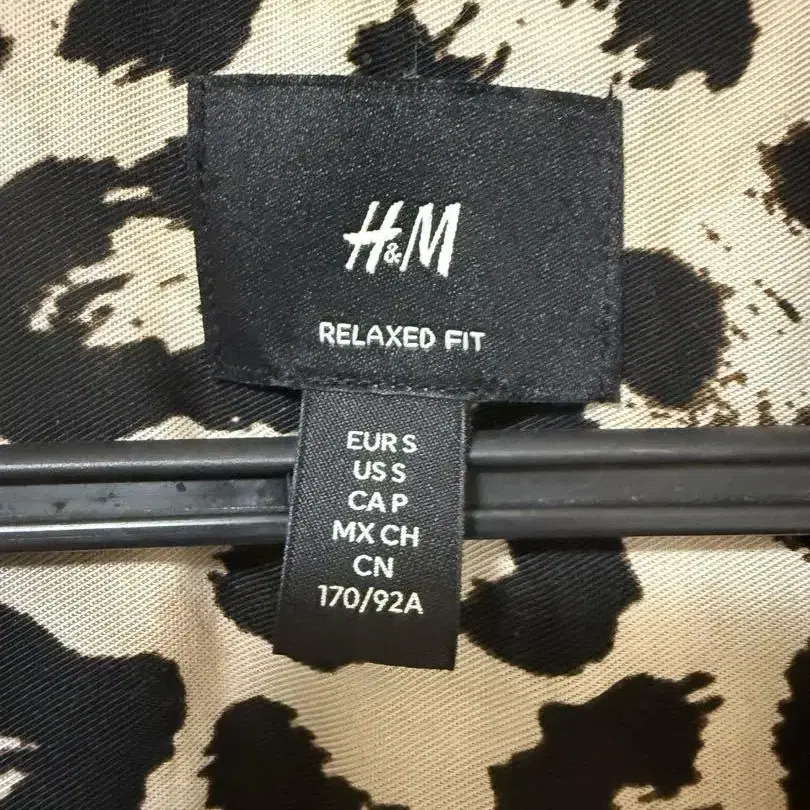 H&M
RELAXED FIT
EUR S
US S
CA P
MX CH
CN
170/92A